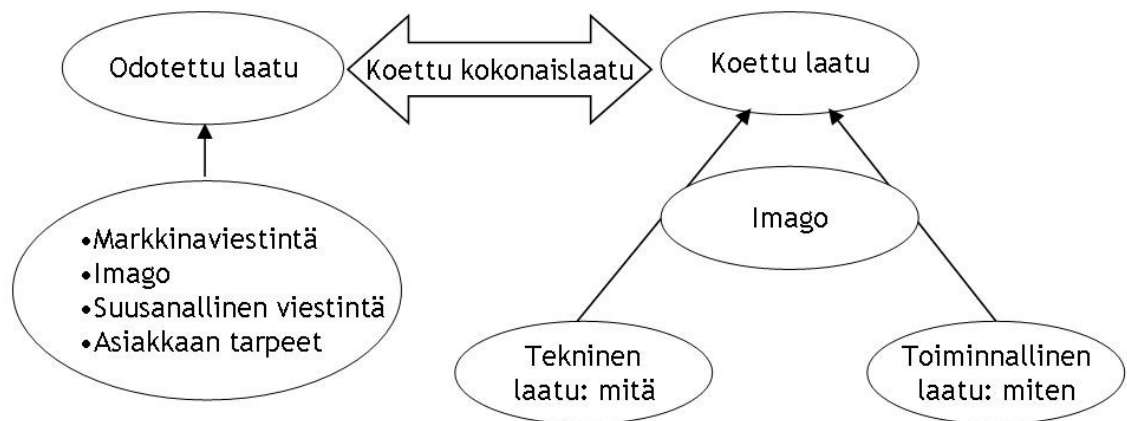 Odotettu laatu
Koettu kokonaislaatu
Koettu laatu
•Markkinaviestintä
•Imago
•Suusanallinen viestintä
•Asiakkaan tarpeet
Imago
Tekninen
laatu: mitä
Toiminnallinen
laatu: miten